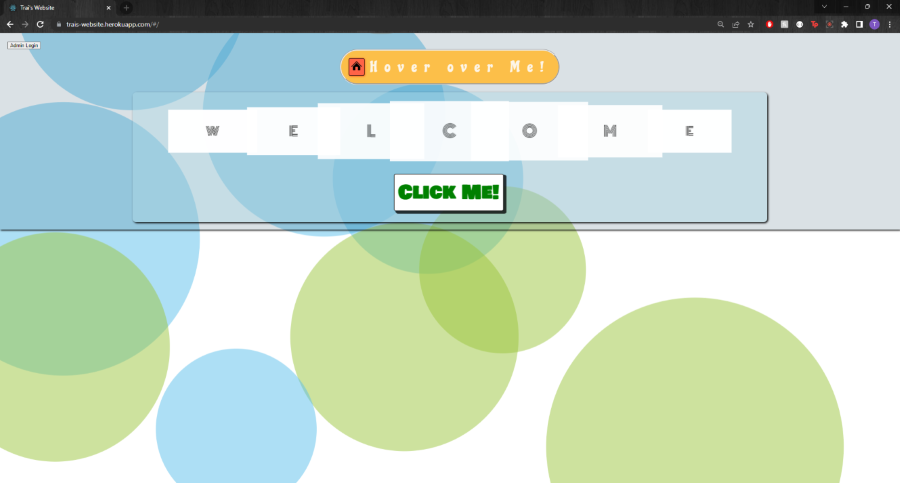 Trai's Website
trais-website.herokuapp.com/#/
T
Admin Login
Hover over Me!
W E L C O M E
Click Me!